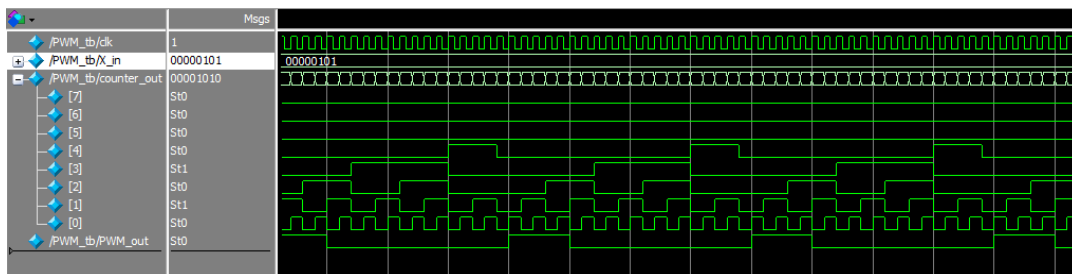 Msgs
/PWM_tb/clk 1
/PWM_tb/X_in 00000101 00000101
/PWM_tb/counter_out 00001010
[7] St0
[6] St0
[5] St0
[4] St0
[3] St1
[2] St0
[1] St1
[0] St0
/PWM_tb/PWM_out St0